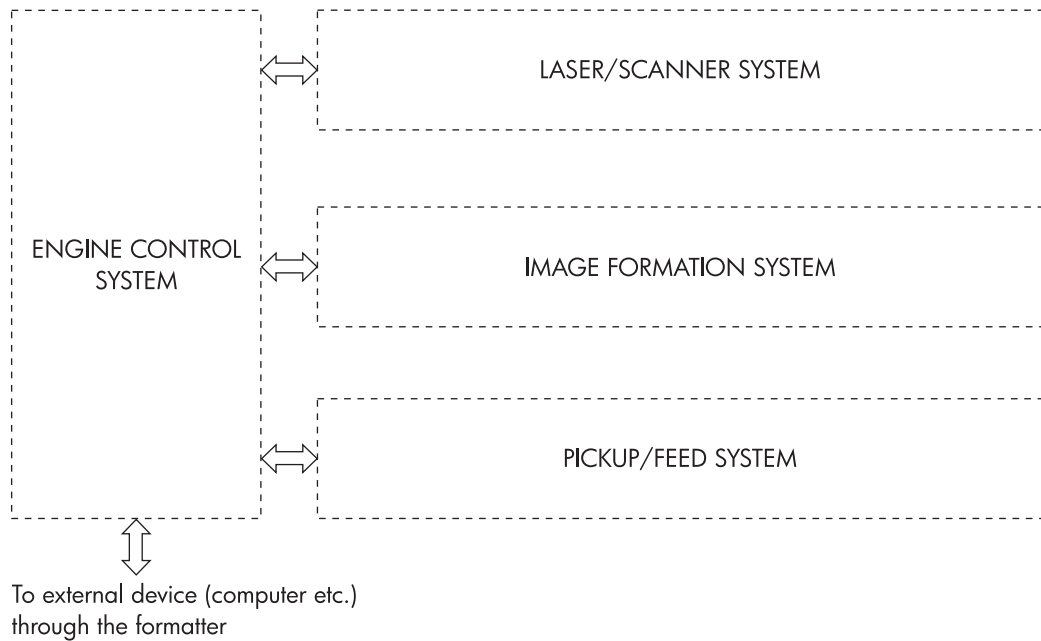 LASER/SCANNER SYSTEM
ENGINE CONTROL
SYSTEM
IMAGE FORMATION SYSTEM
PICKUP/FEED SYSTEM
To external device (computer etc.)
through the formatter